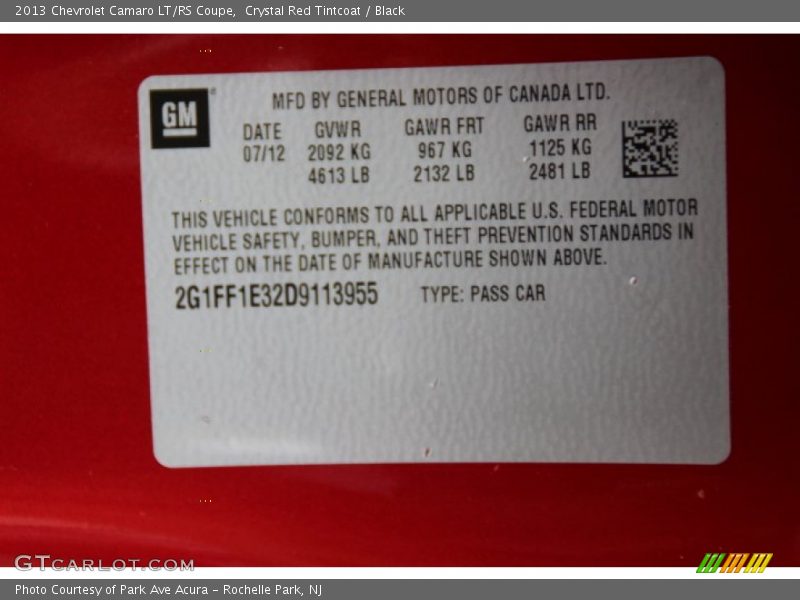 2013 Chevrolet Camaro LT/RS Coupe,  Crystal Red Tintcoat / Black
GM
MFD BY GENERAL MOTORS OF CANADA LTD.
DATE GVWR GAWR FRT GAWR RR
07/12 2092 KG 967 KG 1125 KG
4613 LB 2132 LB 2481 LB
THIS VEHICLE CONFORMS TO ALL APPLICABLE U.S. FEDERAL MOTOR
VEHICLE SAFETY, BUMPER, AND THEFT PREVENTION STANDARDS IN
EFFECT ON THE DATE OF MANUFACTURE SHOWN ABOVE.
2G1FF1E32D9113955 TYPE: PASS CAR
GTCARLOT.COM
Photo Courtesy of Park Ave Acura – Rochelle Park, NJ